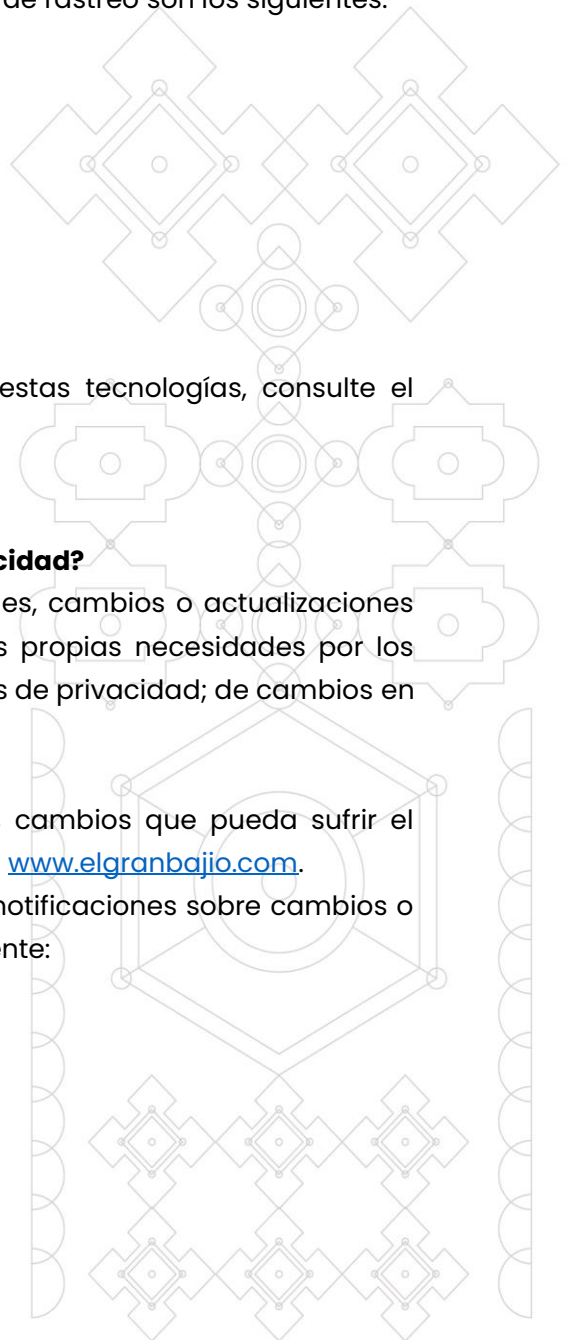 de rastreo son los siguientes:
estas tecnologías, consulte el
cidad?
es, cambios o actualizaciones
s propias necesidades por los
s de privacidad; de cambios en
cambios que pueda sufrir el
www.elgranbajio.com.
notificaciones sobre cambios o
ente: